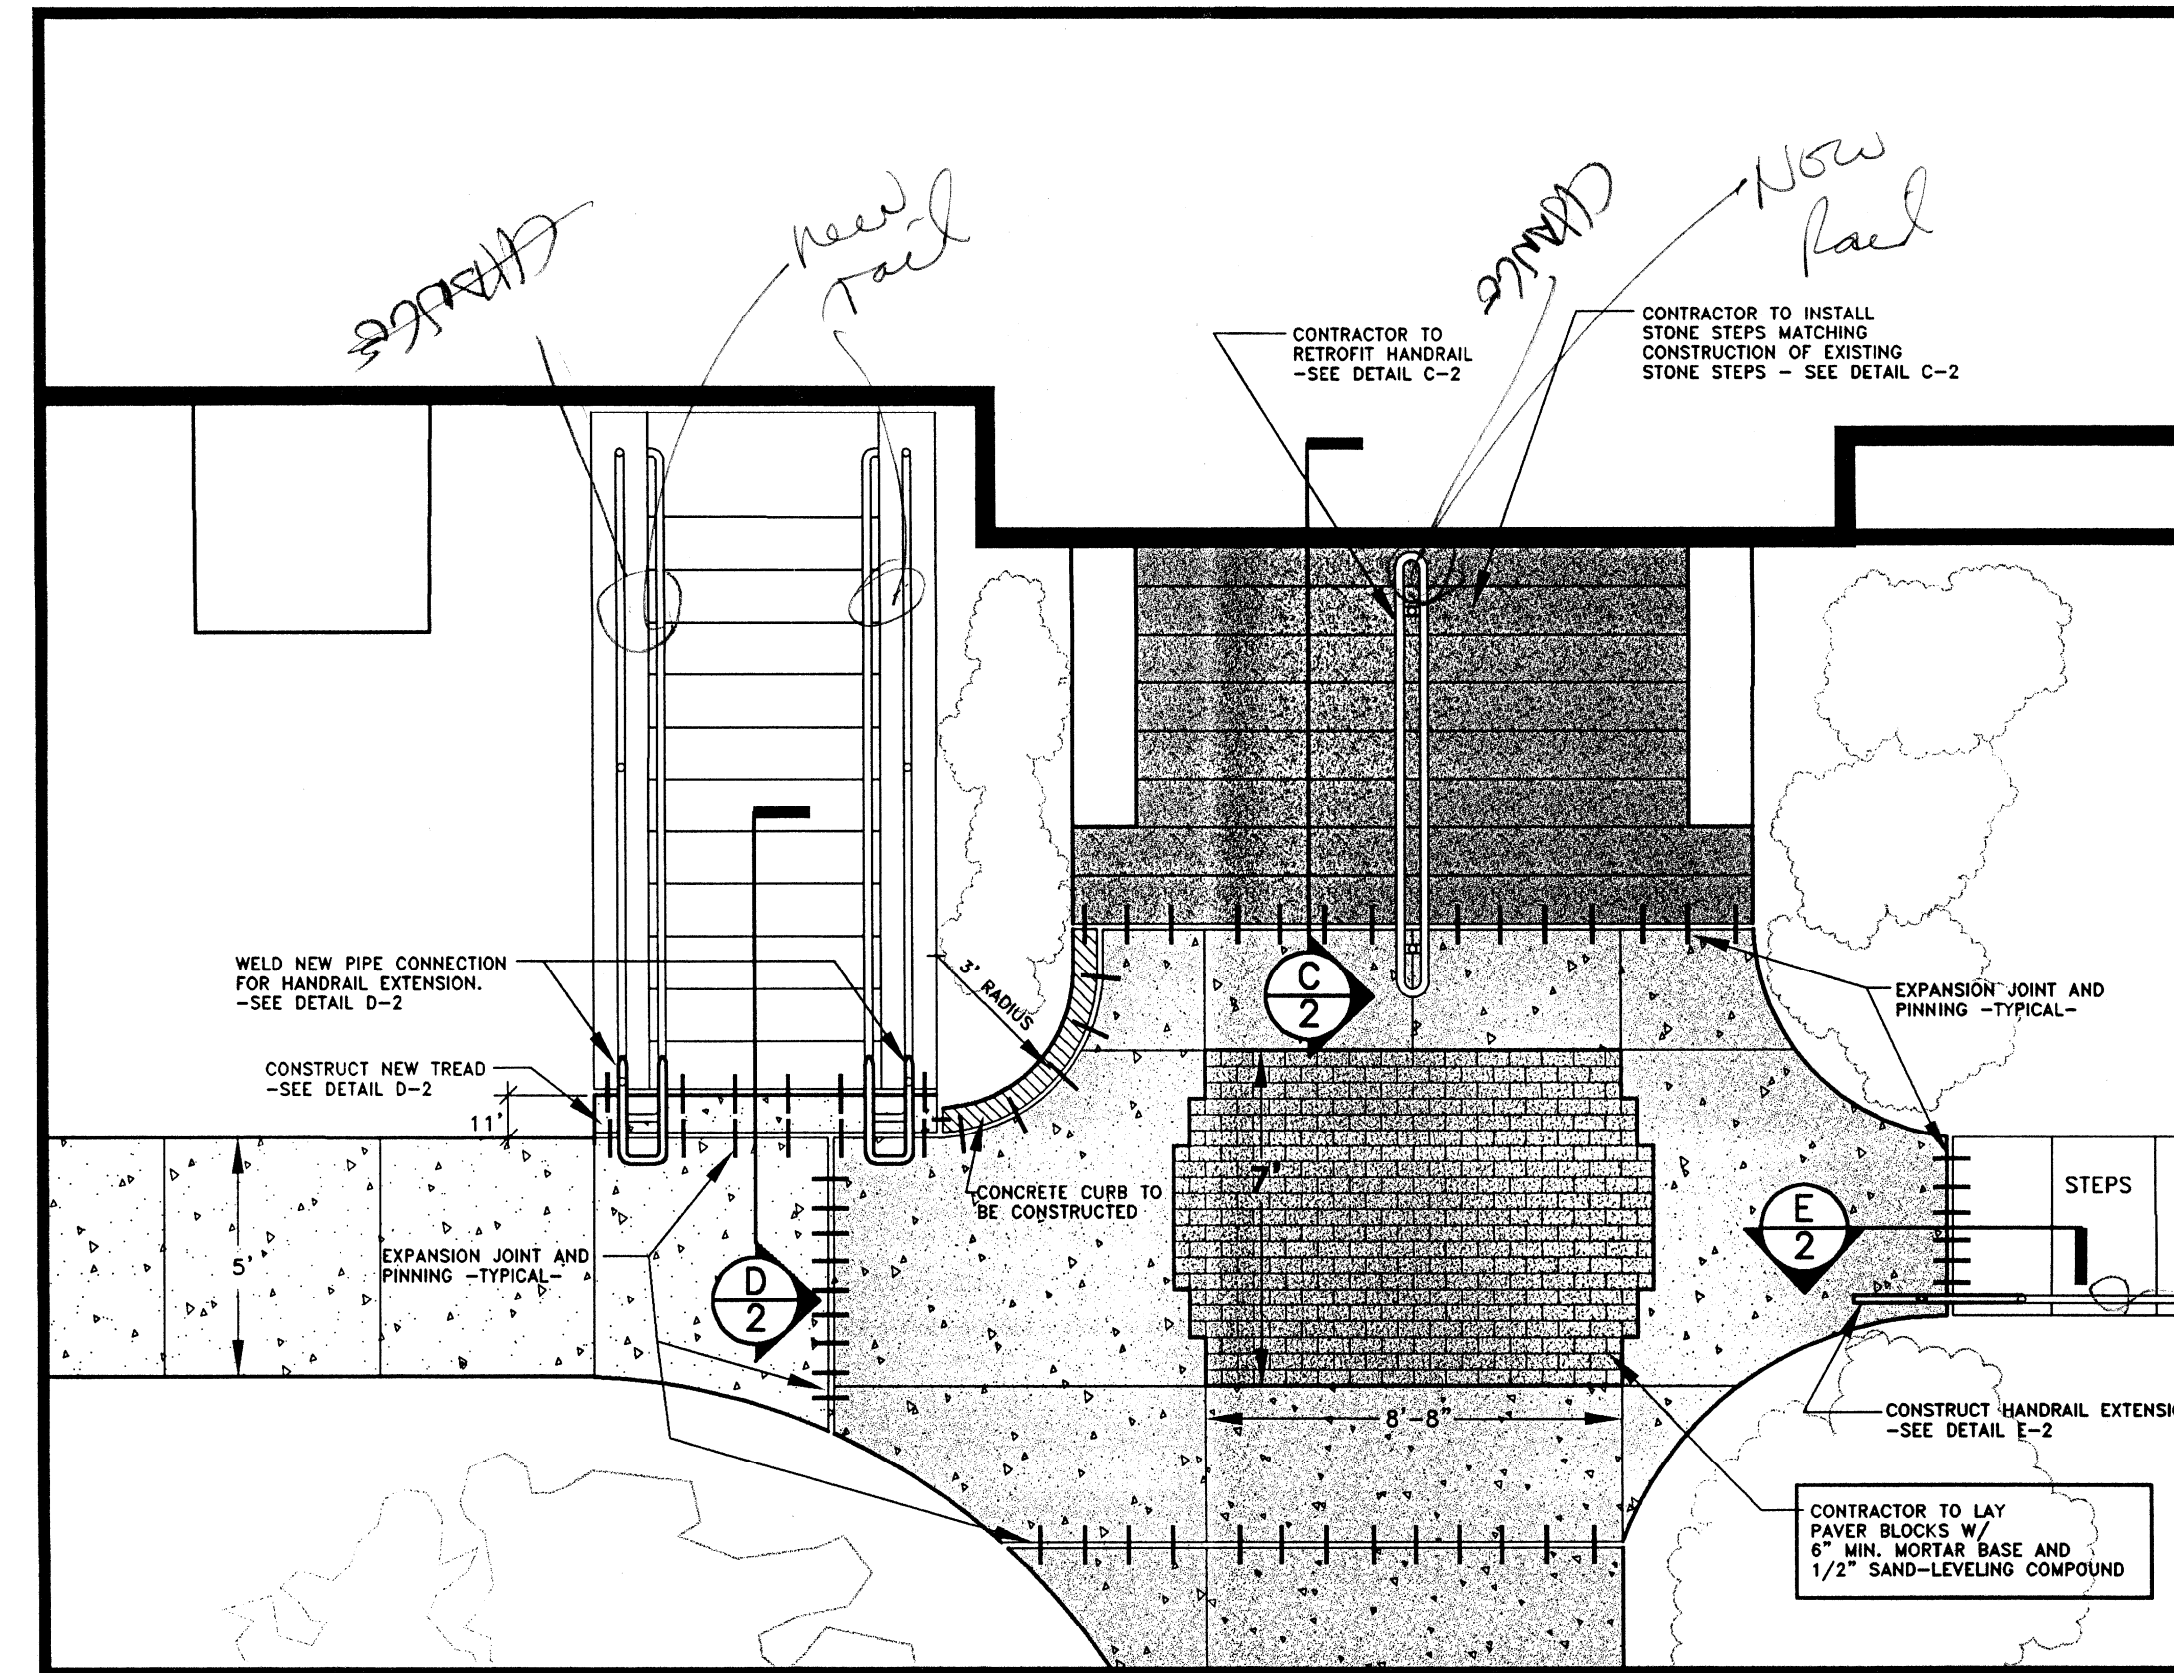 NEW
Rail
new
rail
CHANGE
CHANGE
CONTRACTOR TO
RETROFIT HANDRAIL
-SEE DETAIL C-2
CONTRACTOR TO INSTALL
STONE STEPS MATCHING
CONSTRUCTION OF EXISTING
STONE STEPS - SEE DETAIL C-2
WELD NEW PIPE CONNECTION
FOR HANDRAIL EXTENSION.
-SEE DETAIL D-2
3' RADIUS
C
2
EXPANSION JOINT AND
PINNING -TYPICAL-
CONSTRUCT NEW TREAD
-SEE DETAIL D-2
11'
7'
CONCRETE CURB TO
BE CONSTRUCTED
STEPS
E
2
5'
EXPANSION JOINT AND
PINNING -TYPICAL-
D
2
8'-8"
CONSTRUCT HANDRAIL EXTENSI
-SEE DETAIL E-2
CONTRACTOR TO LAY
PAVER BLOCKS W/
6" MIN. MORTAR BASE AND
1/2" SAND-LEVELING COMPOUND